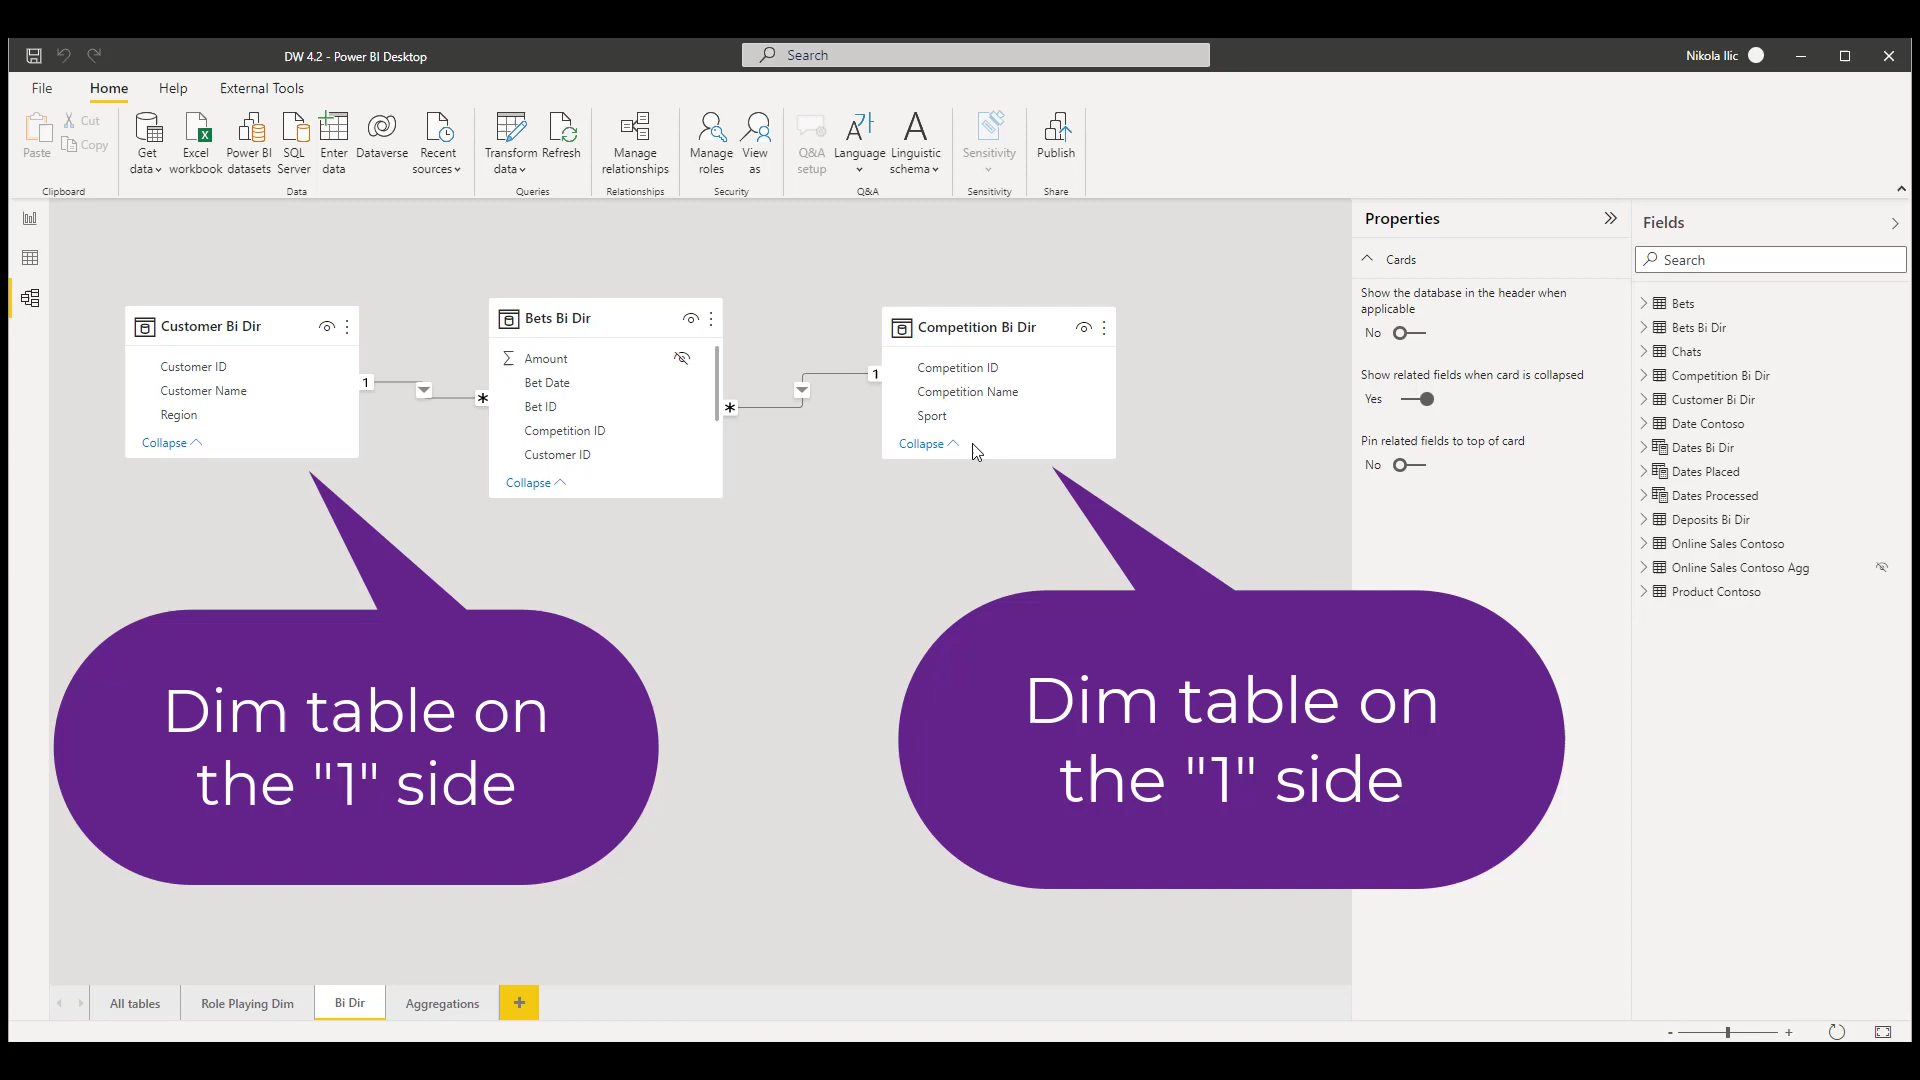 DW 4.2 - Power BI Desktop
Search
Nikola Ilic
File Home Help External Tools
Paste
Cut
Copy
Clipboard
Get data
Excel workbook
Power BI datasets
SQL Server
Enter data
Dataverse
Recent sources
Data
Transform data
Refresh
Queries
Manage relationships
Relationships
Manage roles
View as
Security
Q&A setup
Language
Linguistic schema
Q&A
Sensitivity
Sensitivity
Publish
Share
Customer Bi Dir
Customer ID
Customer Name
Region
Collapse
1
*
Bets Bi Dir
Σ Amount
Bet Date
Bet ID
Competition ID
Customer ID
Collapse
*
1
Competition Bi Dir
Competition ID
Competition Name
Sport
Collapse
Dim table on
the "1" side
Dim table on
the "1" side
Properties
Cards
Show the database in the header when
applicable
No
Show related fields when card is collapsed
Yes
Pin related fields to top of card
No
Fields
Search
Bets
Bets Bi Dir
Chats
Competition Bi Dir
Customer Bi Dir
Date Contoso
Dates Bi Dir
Dates Placed
Dates Processed
Deposits Bi Dir
Online Sales Contoso
Online Sales Contoso Agg
Product Contoso
All tables
Role Playing Dim
Bi Dir
Aggregations
+
- +